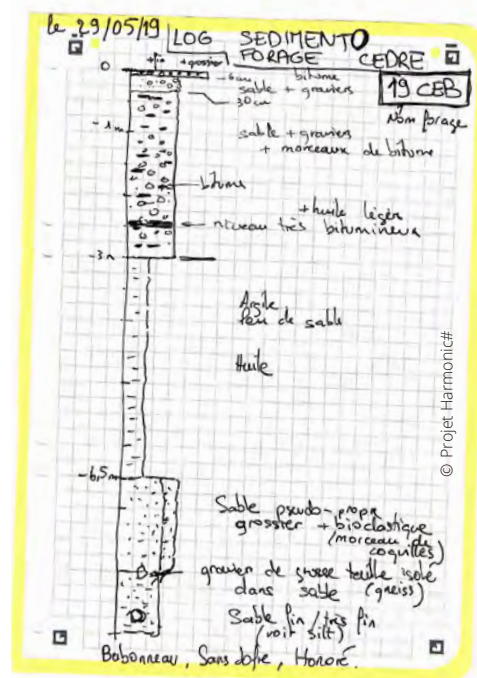 le 29/05/19
LOG SEDIMENTO
FORAGE CEDRE
19 CEB
Nom forage
+ fin + grossier
0
6cm bitume
sable + graviers
30cm
-1m
sable + graviers
+ morceaux de bitume
bitume
+ huile légère
niveau très bitumineux
-3m
Argile
peu de sable
Huile
-6,5m
Sable pseudo-propre
grossier + bioclastique
(morceau de
coquilles)
gravier de grosse taille isolé
dans sable (gneiss)
Sable fin / très fin
(voir silt)
Babonneau, Sans Jofre, Honoré.
© Projet Harmonic#